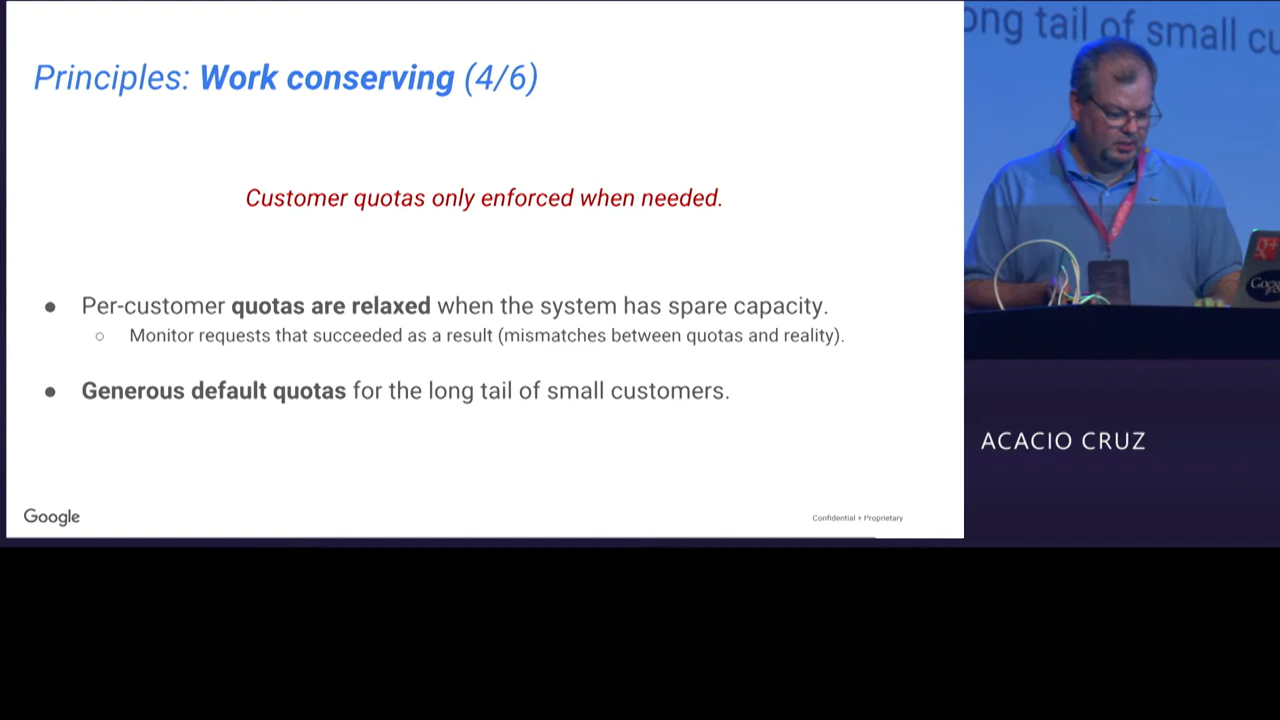 Principles: Work conserving (4/6)
Customer quotas only enforced when needed.
● Per-customer quotas are relaxed when the system has spare capacity.
○ Monitor requests that succeeded as a result (mismatches between quotas and reality).
● Generous default quotas for the long tail of small customers.
Google
Confidential + Proprietary
ong tail of small cu
g+
ACACIO CRUZ